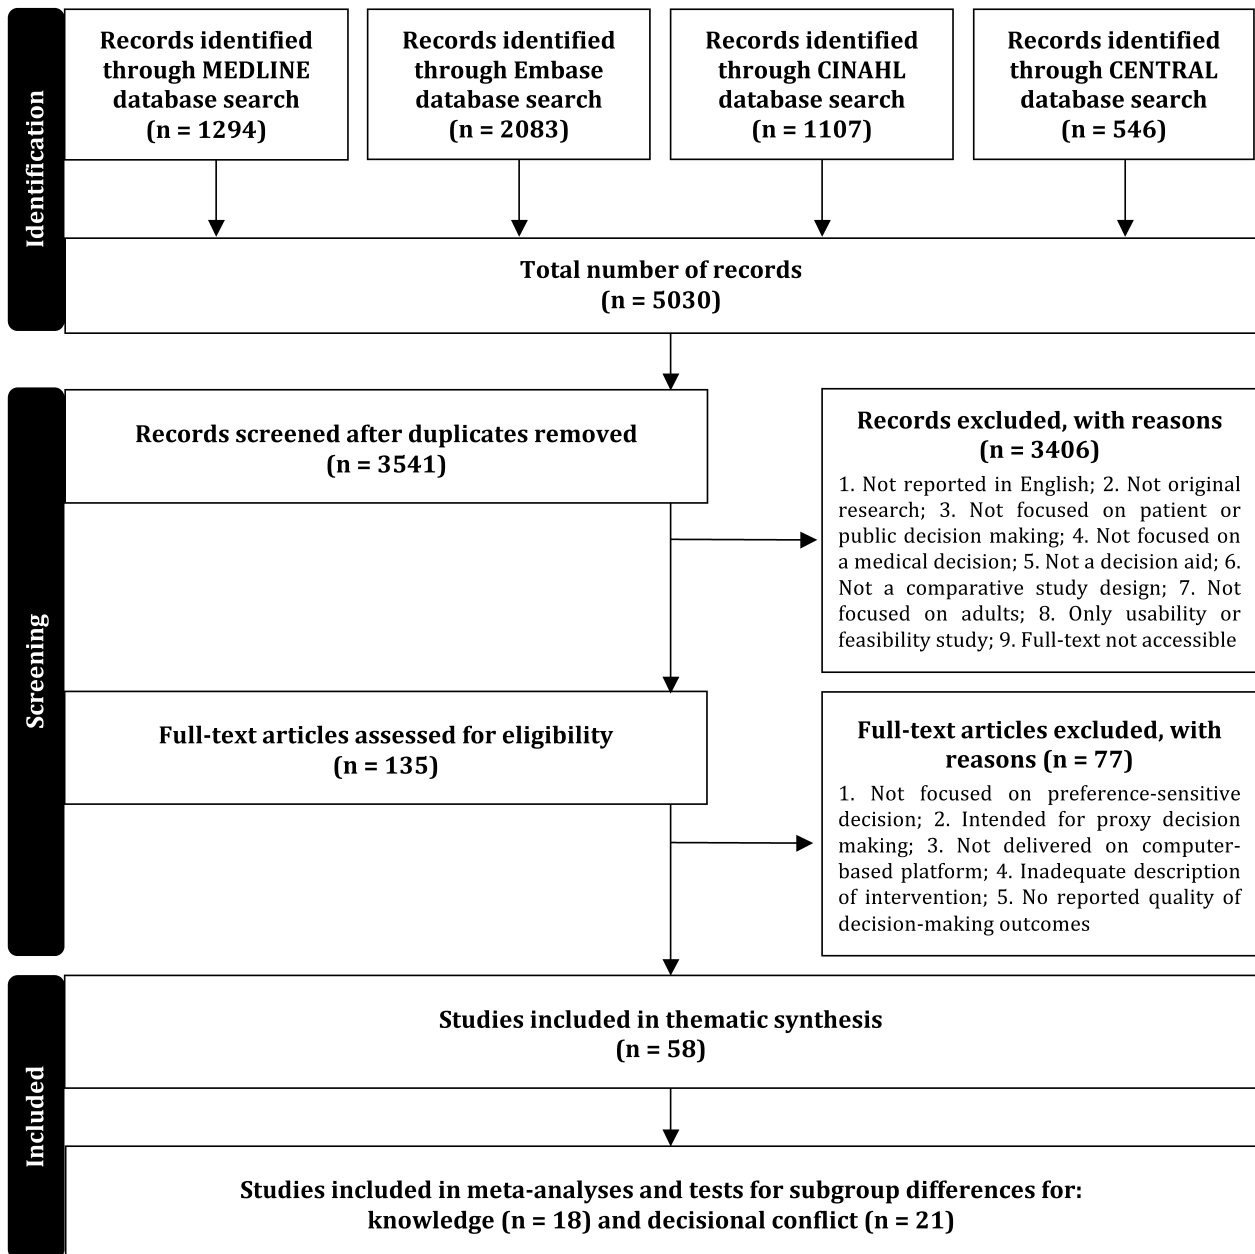 Identification
Records identified
through MEDLINE
database search
(n = 1294)
Records identified
through Embase
database search
(n = 2083)
Records identified
through CINAHL
database search
(n = 1107)
Records identified
through CENTRAL
database search
(n = 546)
Total number of records
(n = 5030)
Screening
Records screened after duplicates removed
(n = 3541)
Records excluded, with reasons
(n = 3406)
1. Not reported in English; 2. Not original
research; 3. Not focused on patient or
public decision making; 4. Not focused on
a medical decision; 5. Not a decision aid; 6.
Not a comparative study design; 7. Not
focused on adults; 8. Only usability or
feasibility study; 9. Full-text not accessible
Full-text articles assessed for eligibility
(n = 135)
Full-text articles excluded, with
reasons (n = 77)
1. Not focused on preference-sensitive
decision; 2. Intended for proxy decision
making; 3. Not delivered on computer-
based platform; 4. Inadequate description
of intervention; 5. No reported quality of
decision-making outcomes
Included
Studies included in thematic synthesis
(n = 58)
Studies included in meta-analyses and tests for subgroup differences for:
knowledge (n = 18) and decisional conflict (n = 21)